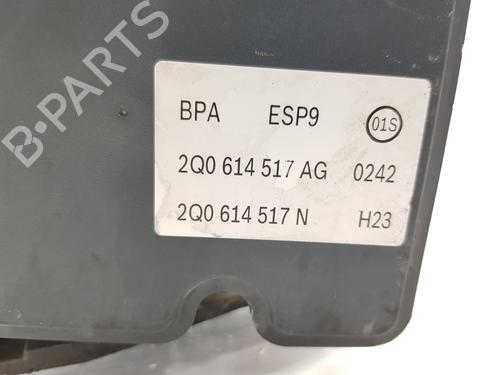 B-PARTS
BPA ESP9 01S
2Q0 614 517 AG 0242
2Q0 614 517 N H23